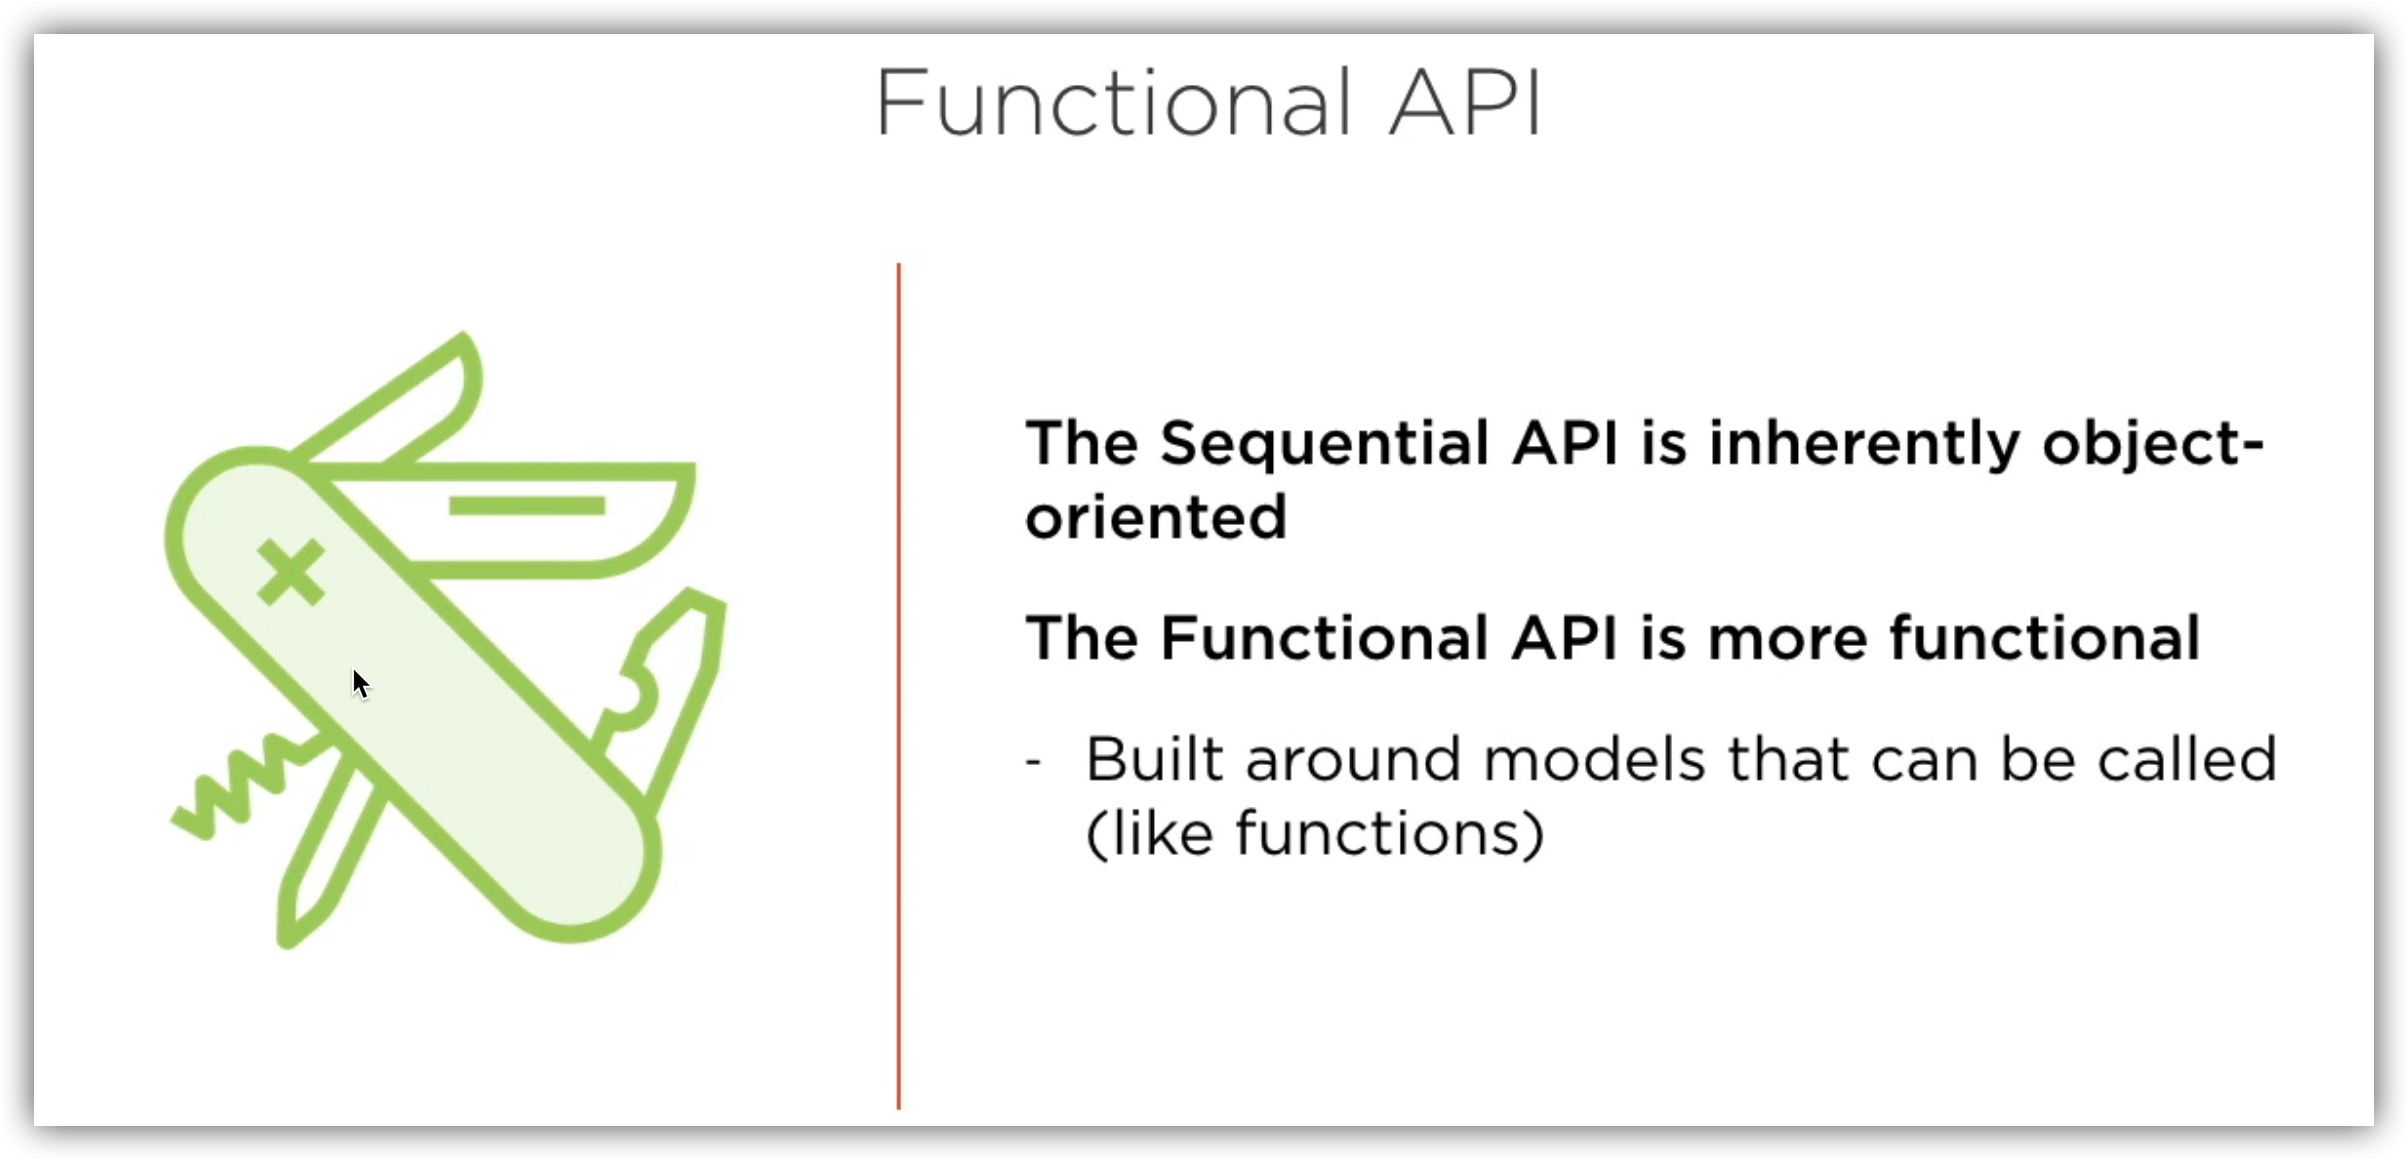 Functional API
The Sequential API is inherently object-
oriented
The Functional API is more functional
- Built around models that can be called
(like functions)